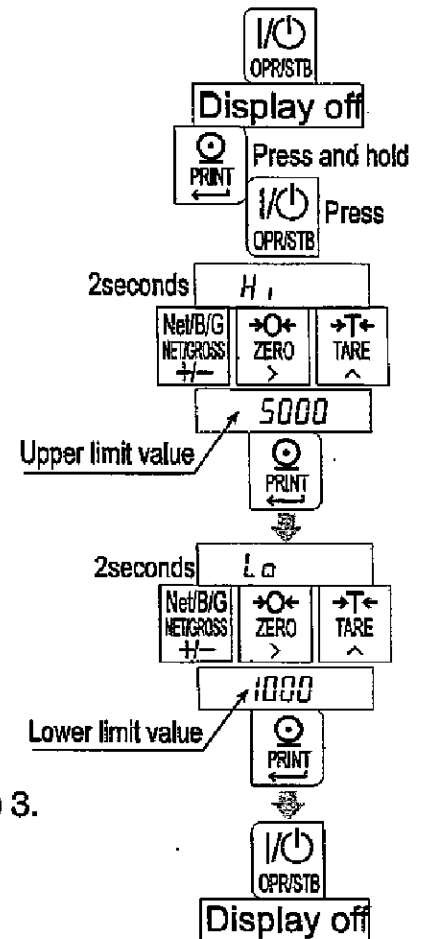 I/⏻
OPR/STB
Display off
PRINT
Press and hold
I/⏻
OPR/STB
Press
2seconds
Hi
Net/B/G
NET/GROSS
+/−
→O←
ZERO
>
→T←
TARE
^
5000
Upper limit value
PRINT
2seconds
Lo
Net/B/G
NET/GROSS
+/−
→O←
ZERO
>
→T←
TARE
^
1000
Lower limit value
PRINT
3.
I/⏻
OPR/STB
Display off